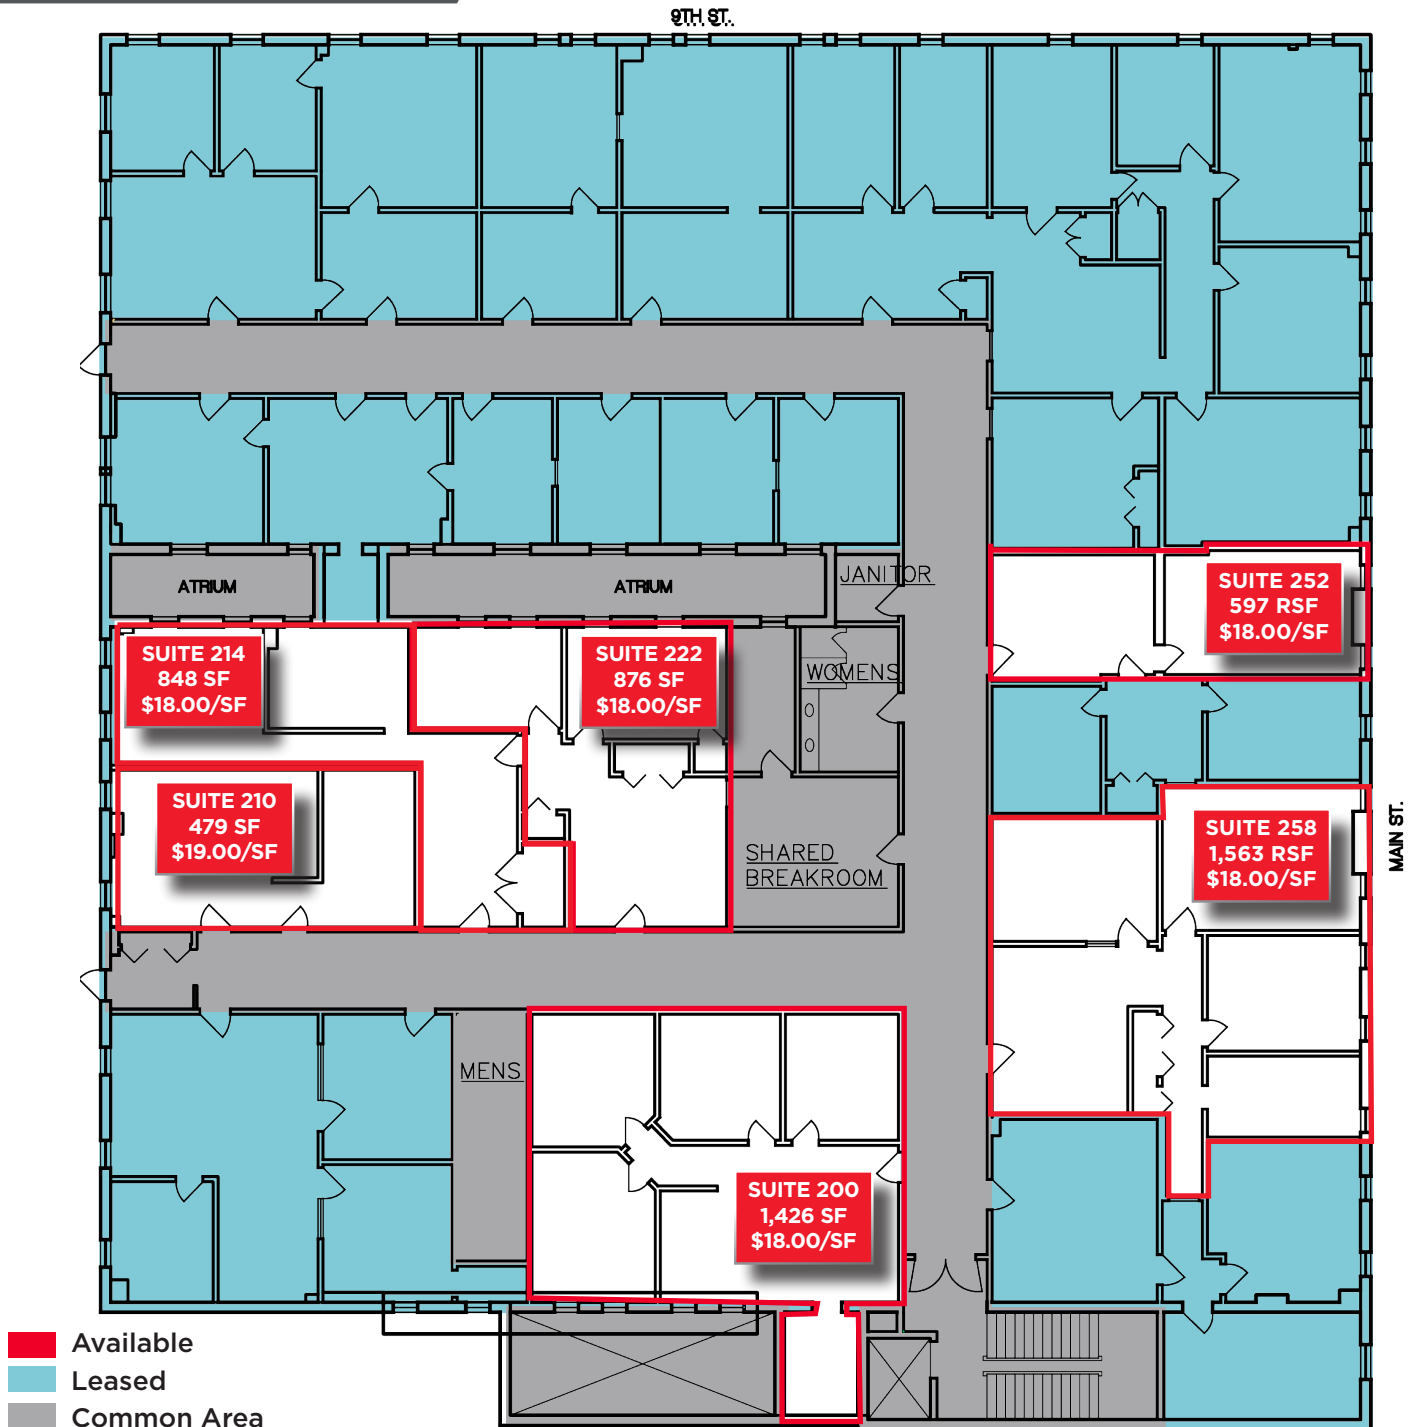 9TH ST.
ATRIUM
ATRIUM
JANITOR
SUITE 252
597 RSF
$18.00/SF
SUITE 214
848 SF
$18.00/SF
SUITE 222
876 SF
$18.00/SF
WOMENS
SUITE 210
479 SF
$19.00/SF
SHARED
BREAKROOM
SUITE 258
1,563 RSF
$18.00/SF
MAIN ST.
MENS
SUITE 200
1,426 SF
$18.00/SF
Available
Leased
Common Area